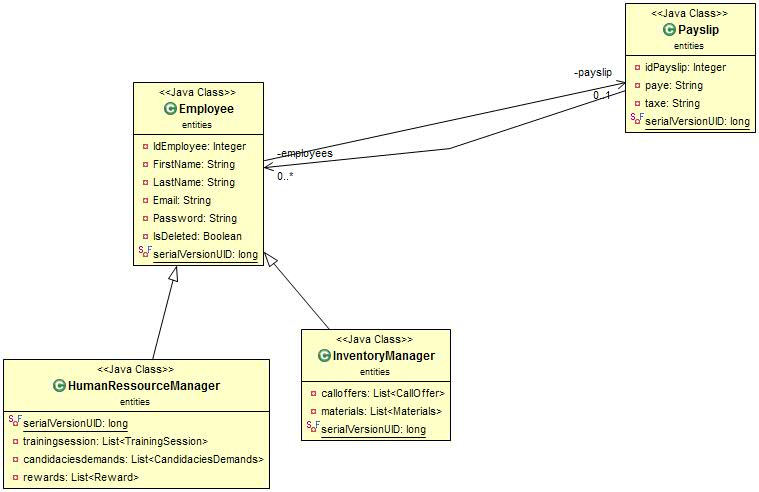 <<Java Class>>
Payslip
entities
idPayslip: Integer
paye: String
taxe: String
serialVersionUID: long
-payslip
0..1
<<Java Class>>
Employee
entities
IdEmployee: Integer
FirstName: String
LastName: String
Email: String
Password: String
IsDeleted: Boolean
serialVersionUID: long
-employees
0..*
<<Java Class>>
InventoryManager
entities
calloffers: List<CallOffer>
materials: List<Materials>
serialVersionUID: long
<<Java Class>>
HumanRessourceManager
entities
serialVersionUID: long
trainingsession: List<TrainingSession>
candidaciesdemands: List<CandidaciesDemands>
rewards: List<Reward>